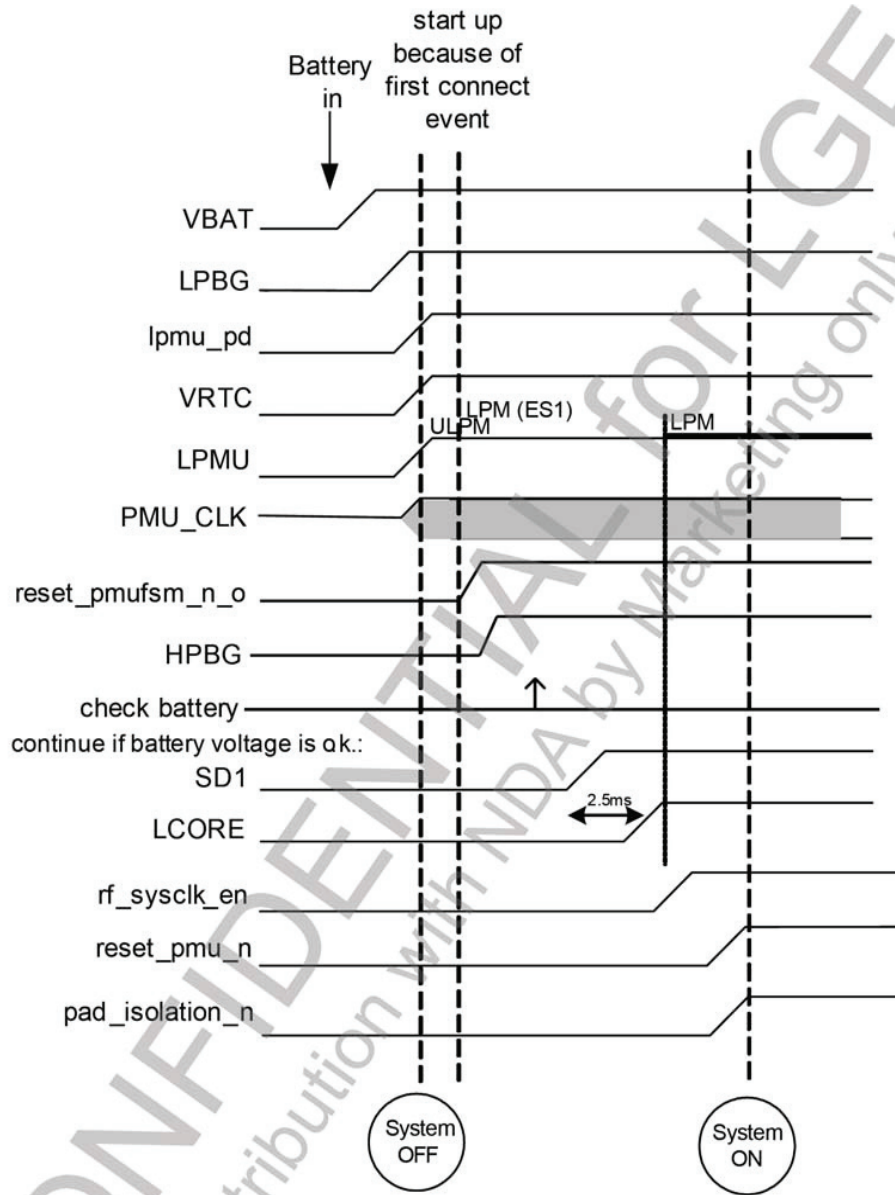 start up
because of
first connect
event
Battery
in
VBAT
LPBG
lpmu_pd
VRTC
LPM (ES1)
ULPM
LPM
LPMU
PMU_CLK
reset_pmufsm_n_o
HPBG
check battery
continue if battery voltage is ok.:
SD1
2.5ms
LCORE
rf_sysclk_en
reset_pmu_n
pad_isolation_n
System
OFF
System
ON
ONFIDENTIAL for LGE
tribution with NDA by Marketing only